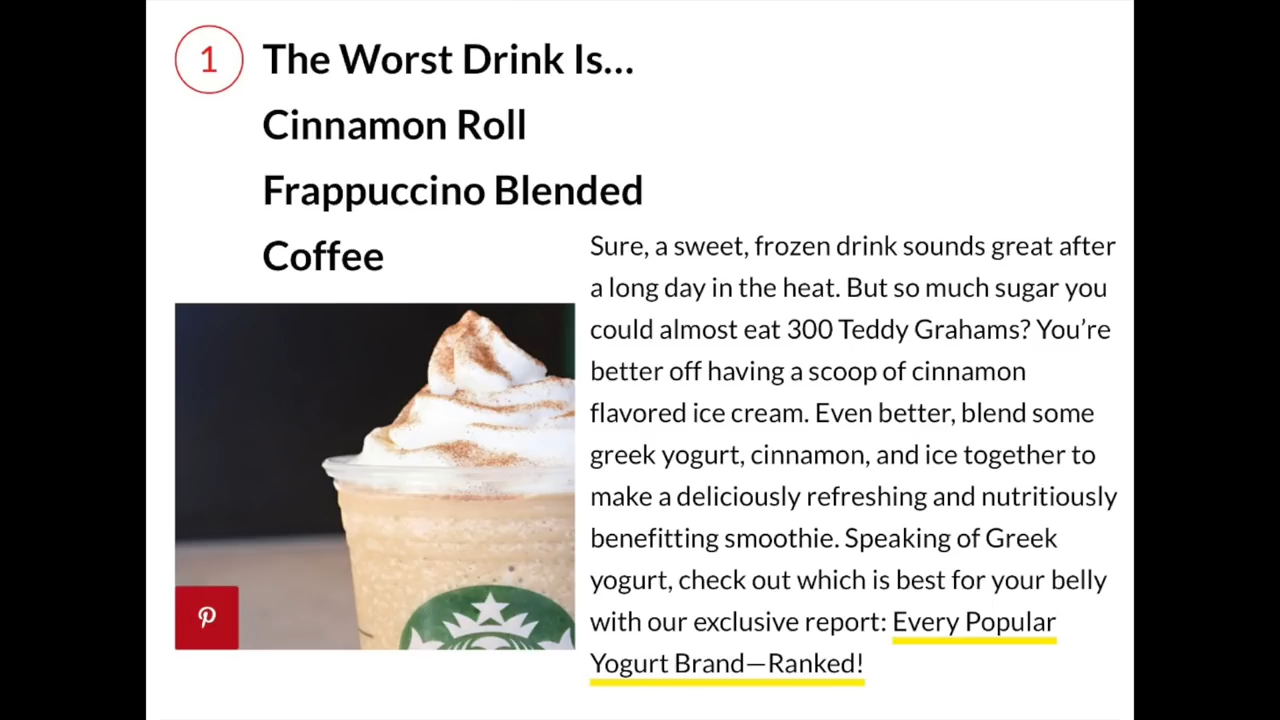 1
The Worst Drink Is...
Cinnamon Roll
Frappuccino Blended
Coffee
Sure, a sweet, frozen drink sounds great after
a long day in the heat. But so much sugar you
could almost eat 300 Teddy Grahams? You’re
better off having a scoop of cinnamon
flavored ice cream. Even better, blend some
greek yogurt, cinnamon, and ice together to
make a deliciously refreshing and nutritiously
benefitting smoothie. Speaking of Greek
yogurt, check out which is best for your belly
with our exclusive report: Every Popular
Yogurt Brand—Ranked!